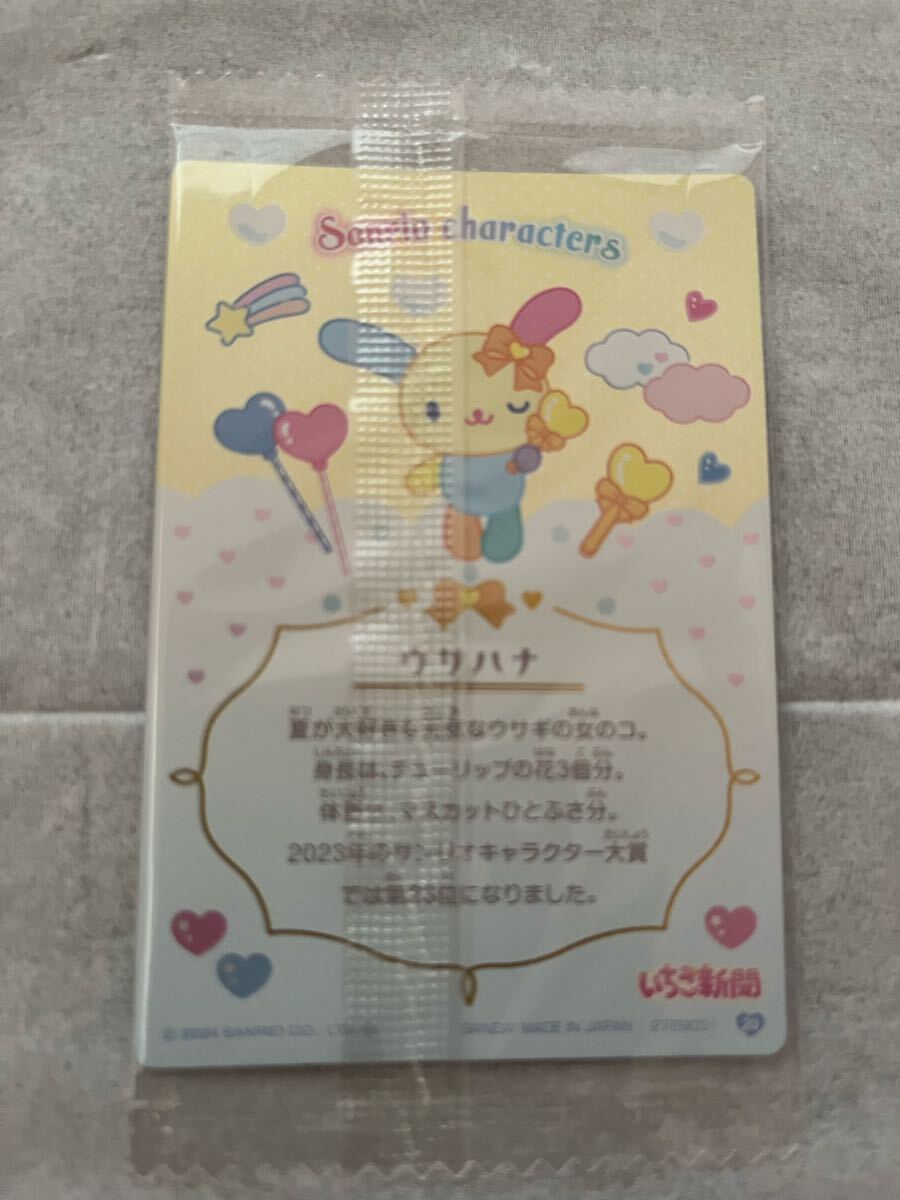 Sanrio characters
ウサハナ
夏が大好きな元気なウサギの女のコ。
身長は、チューリップの花3個分。
体重は、マスカットひとふさ分。
2023年のサンリオキャラクター大賞
では第23位になりました。
いちご新聞
© 2024 SANRIO CO., LTD. BANDAI MADE IN JAPAN 2729001 20